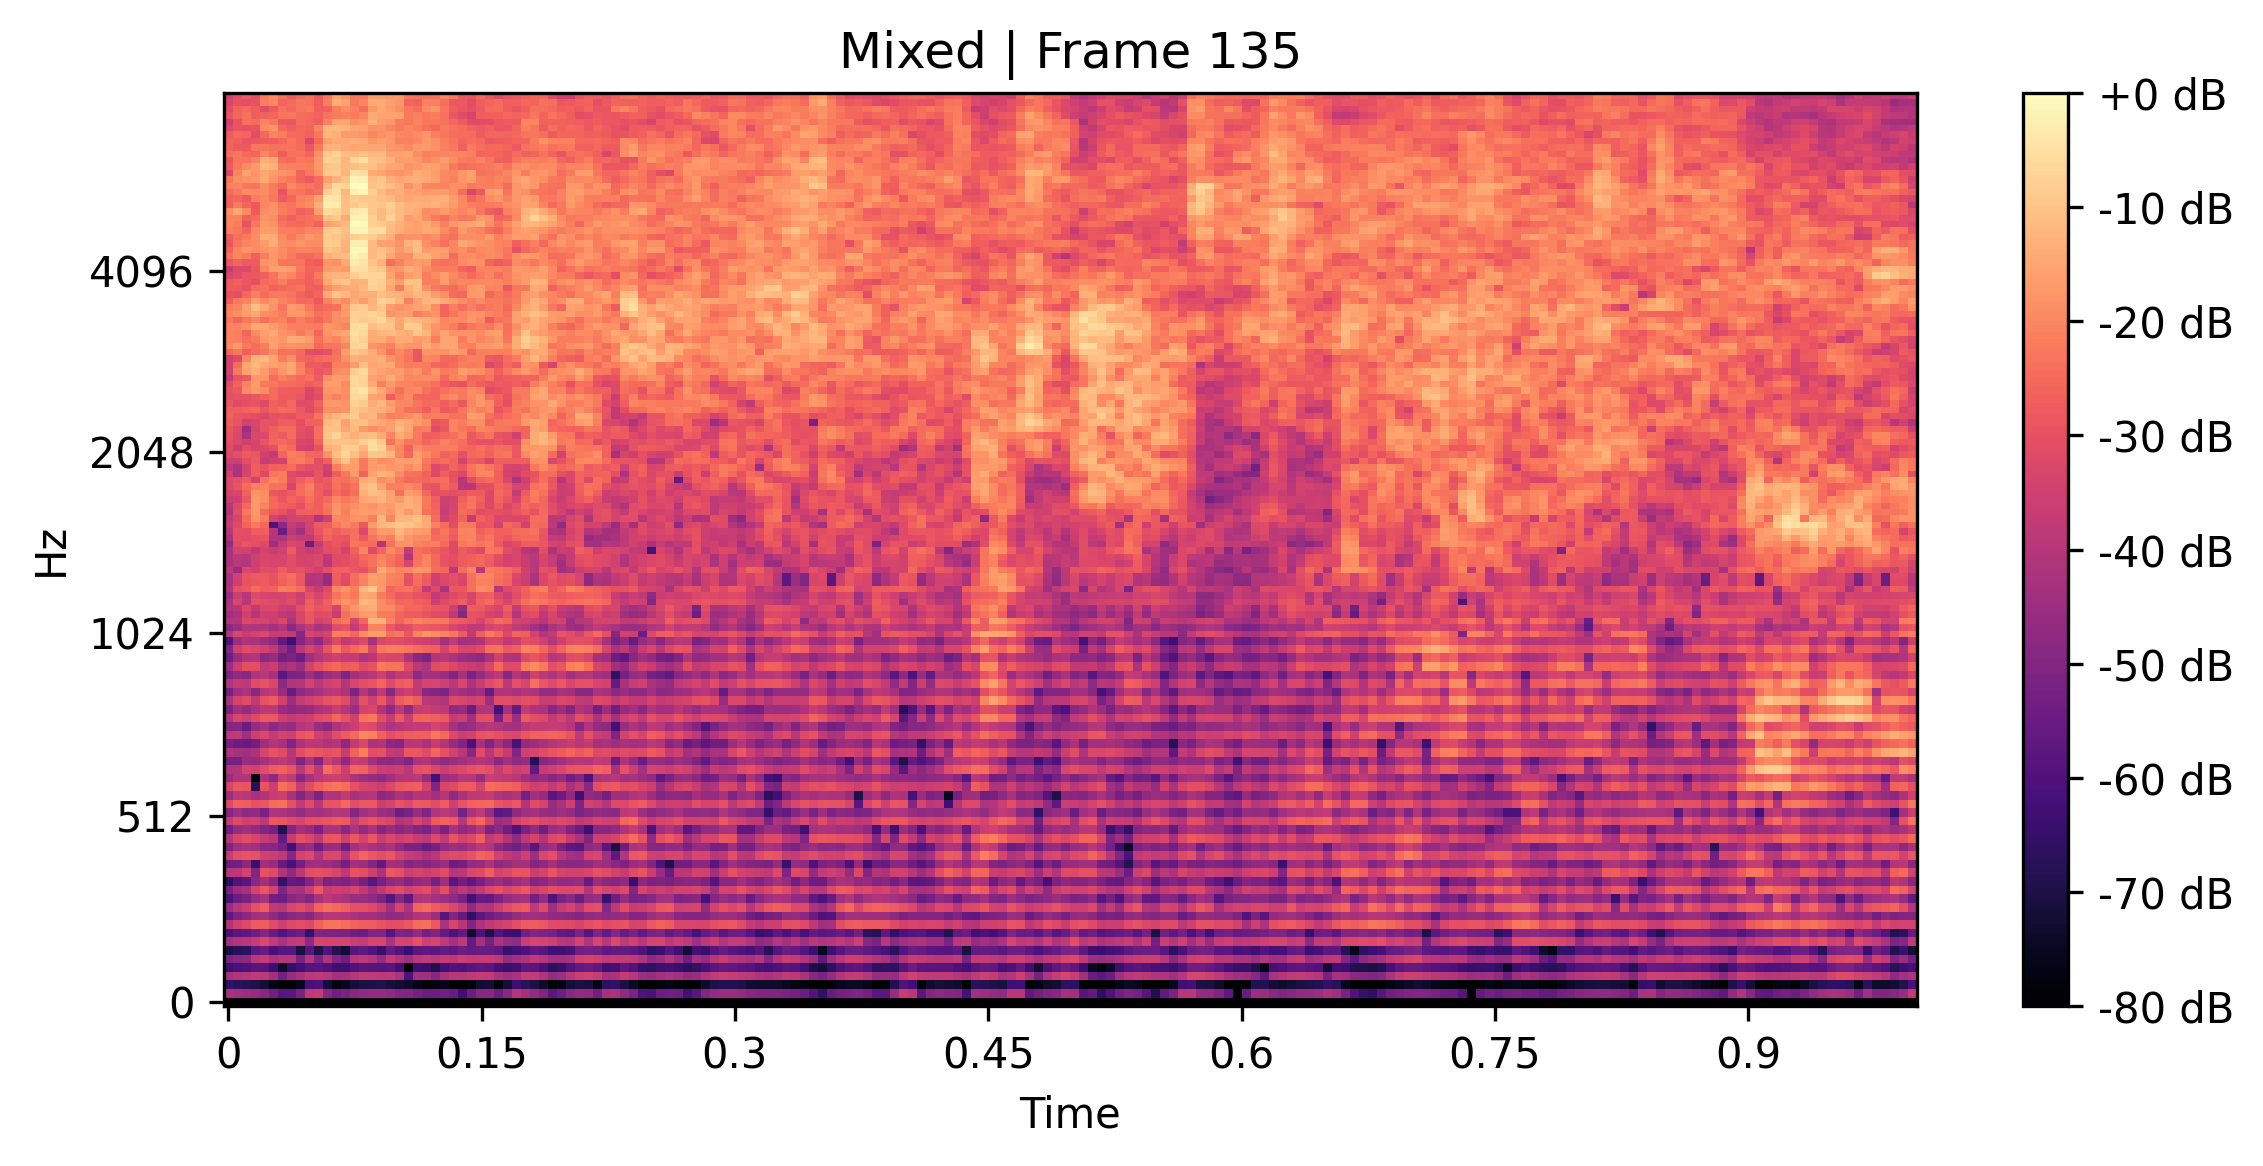 Mixed | Frame 135
+0 dB
-10 dB
-20 dB
-30 dB
-40 dB
-50 dB
-60 dB
-70 dB
-80 dB
Hz
4096
2048
1024
512
0
0 0.15 0.3 0.45 0.6 0.75 0.9
Time